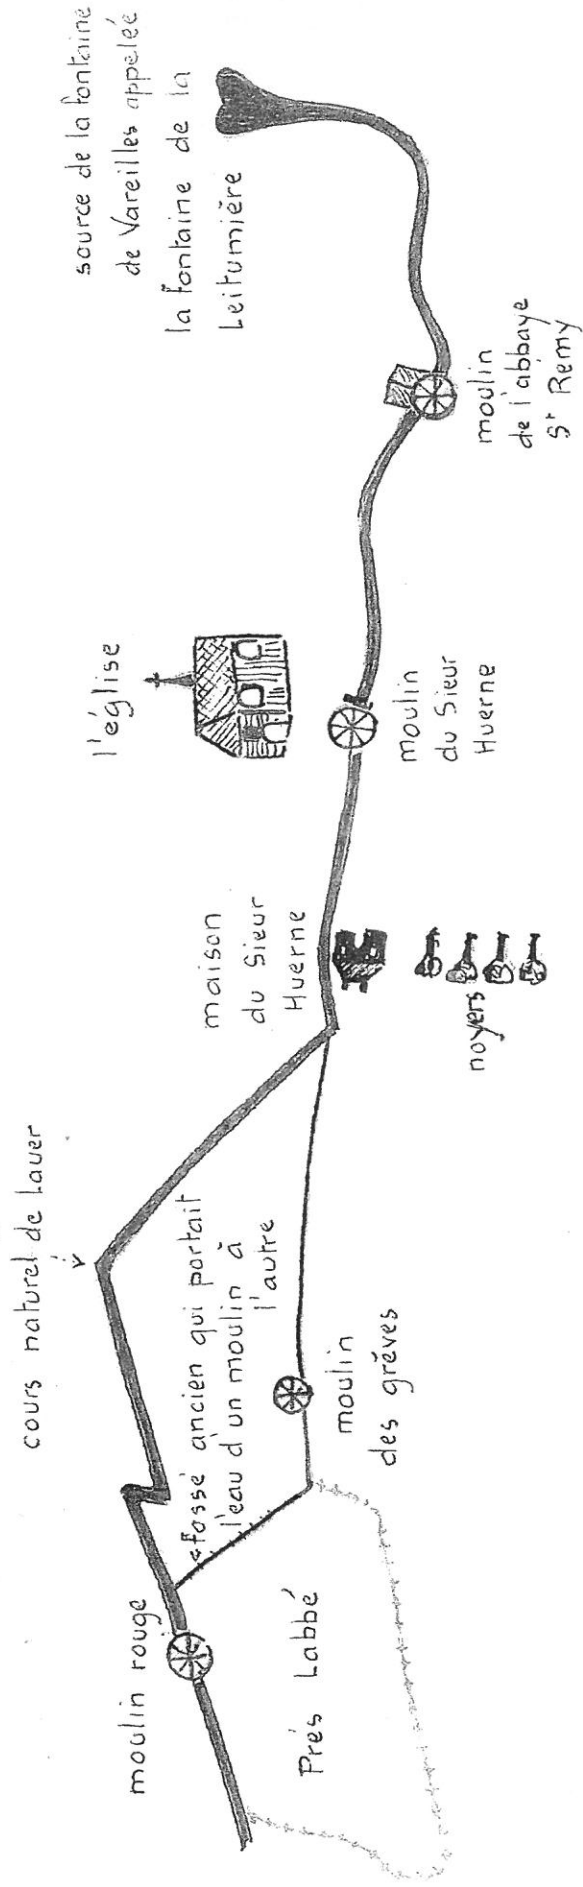 source de la fontaine
de Vareilles appelée
la fontaine de la
Leitumière
moulin
de l'abbaye
St Remy
l'église
moulin
du Sieur
Huerne
maison
du Sieur
Huerne
noyers
cours naturel de Lauer
fossé ancien qui portait
l'eau d'un moulin à
l'autre
moulin
des grêves
moulin rouge
Prés Labbé